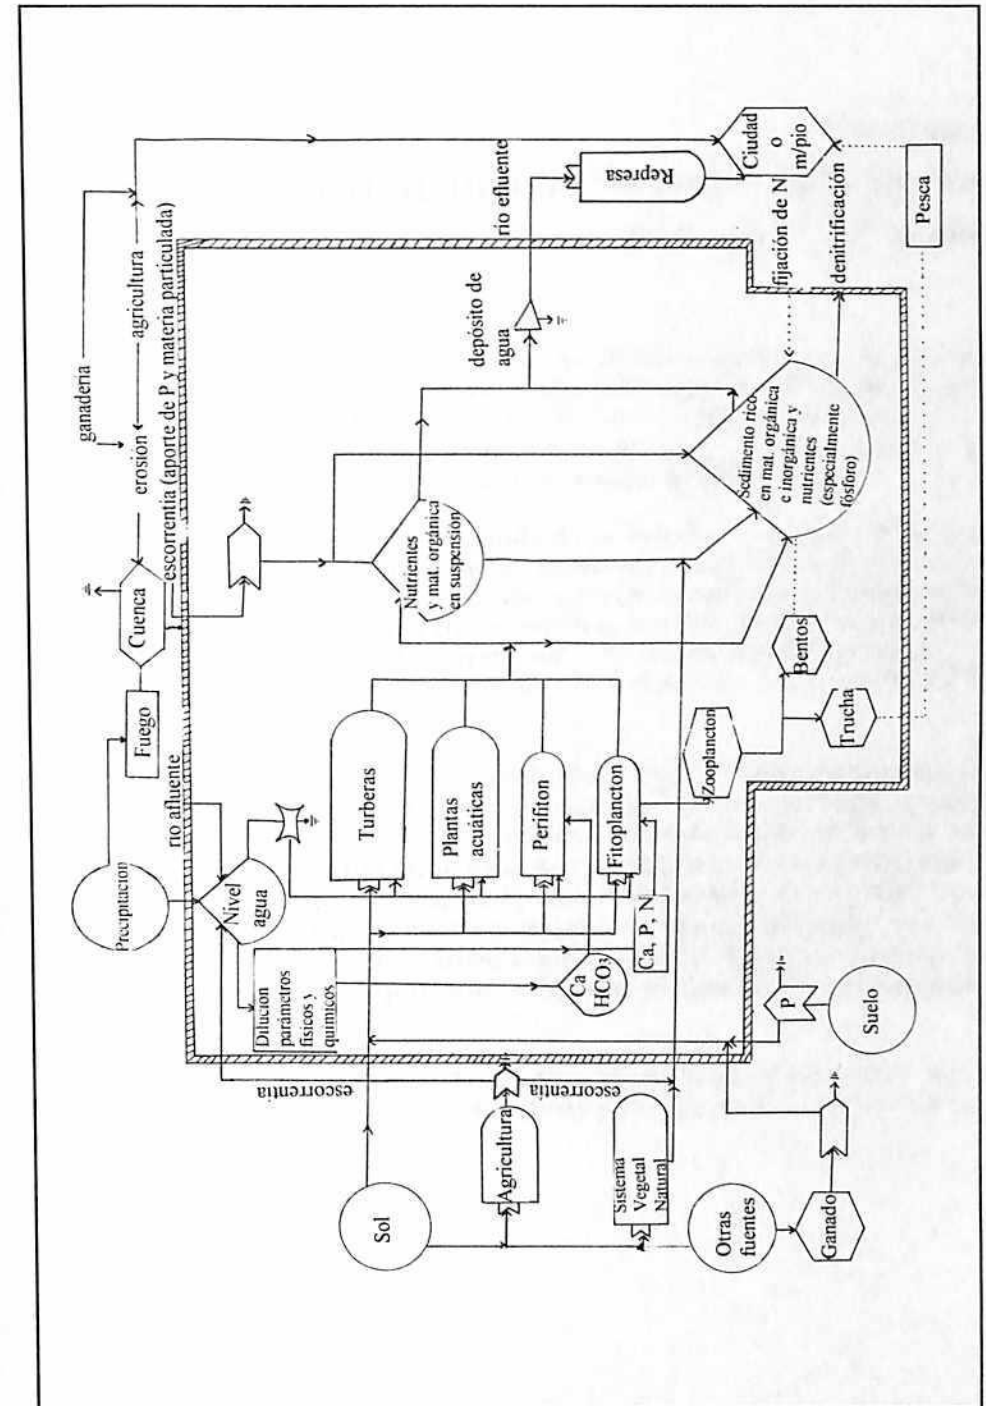 ganadería
agricultura
erosión
escorrentía (aporte de P y materia particulada)
Cuenca
Fuego
Precipitación
río afluente
Nivel
agua
Dilución
parámetros
físicos y
químicos
Turberas
Plantas
acuáticas
Perifiton
Fitoplancton
Ca
HCO3
Ca, P, N
Zooplancton
Trucha
Bentos
Nutrientes
y mat. orgánica
en suspensión
Sedimento rico
en mat. orgánica
e inorgánica y
nutrientes
(especialmente
fósforo)
depósito de
agua
río efluente
Represa
Ciudad
o
m/pio
fijación de N
denitrificación
Pesca
escorrentía
escorrentía
Sol
Agricultura
Sistema
Vegetal
Natural
Otras
fuentes
Ganado
P
Suelo